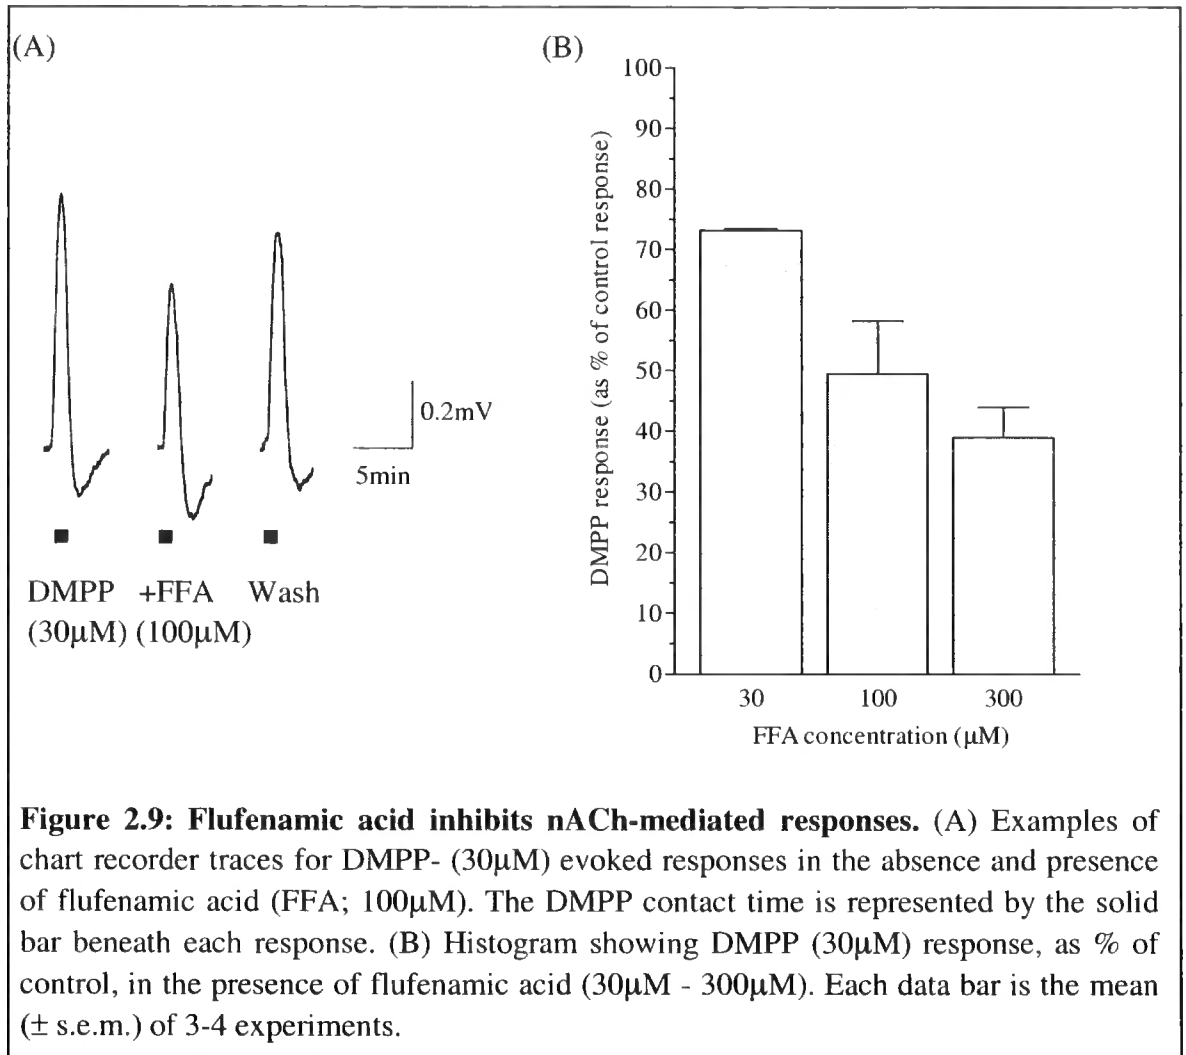 (A)
0.2mV
5min
DMPP +FFA Wash
(30µM) (100µM)
(B)
DMPP response (as % of control response)
100
90
80
70
60
50
40
30
20
10
0
30 100 300
FFA concentration (µM)
Figure 2.9: Flufenamic acid inhibits nACh-mediated responses. (A) Examples of
chart recorder traces for DMPP- (30µM) evoked responses in the absence and presence
of flufenamic acid (FFA; 100µM). The DMPP contact time is represented by the solid
bar beneath each response. (B) Histogram showing DMPP (30µM) response, as % of
control, in the presence of flufenamic acid (30µM - 300µM). Each data bar is the mean
(± s.e.m.) of 3-4 experiments.